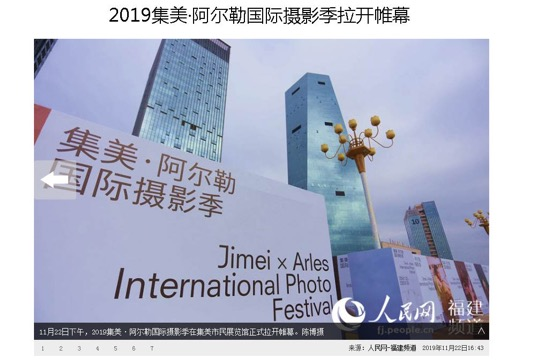 2019集美·阿尔勒国际摄影季拉开帷幕
集美·阿尔勒
国际摄影季
Jimei × Arles
International Photo
Festival
人民网 福建
频道
fj.people.cn
11月22日下午，2019集美·阿尔勒国际摄影季在集美市民展览馆正式拉开帷幕。陈博摄
1 2 3 4 5 6 7
来源：人民网-福建频道 2019年11月22日16:43